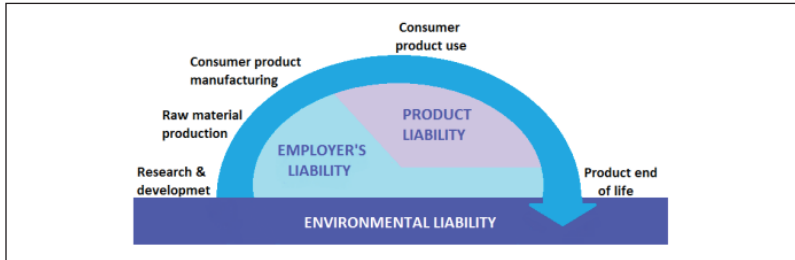 Consumer
product use
Consumer product
manufacturing
Raw material
production
PRODUCT
LIABILITY
EMPLOYER'S
LIABILITY
Research &
developmet
Product end
of life
ENVIRONMENTAL LIABILITY